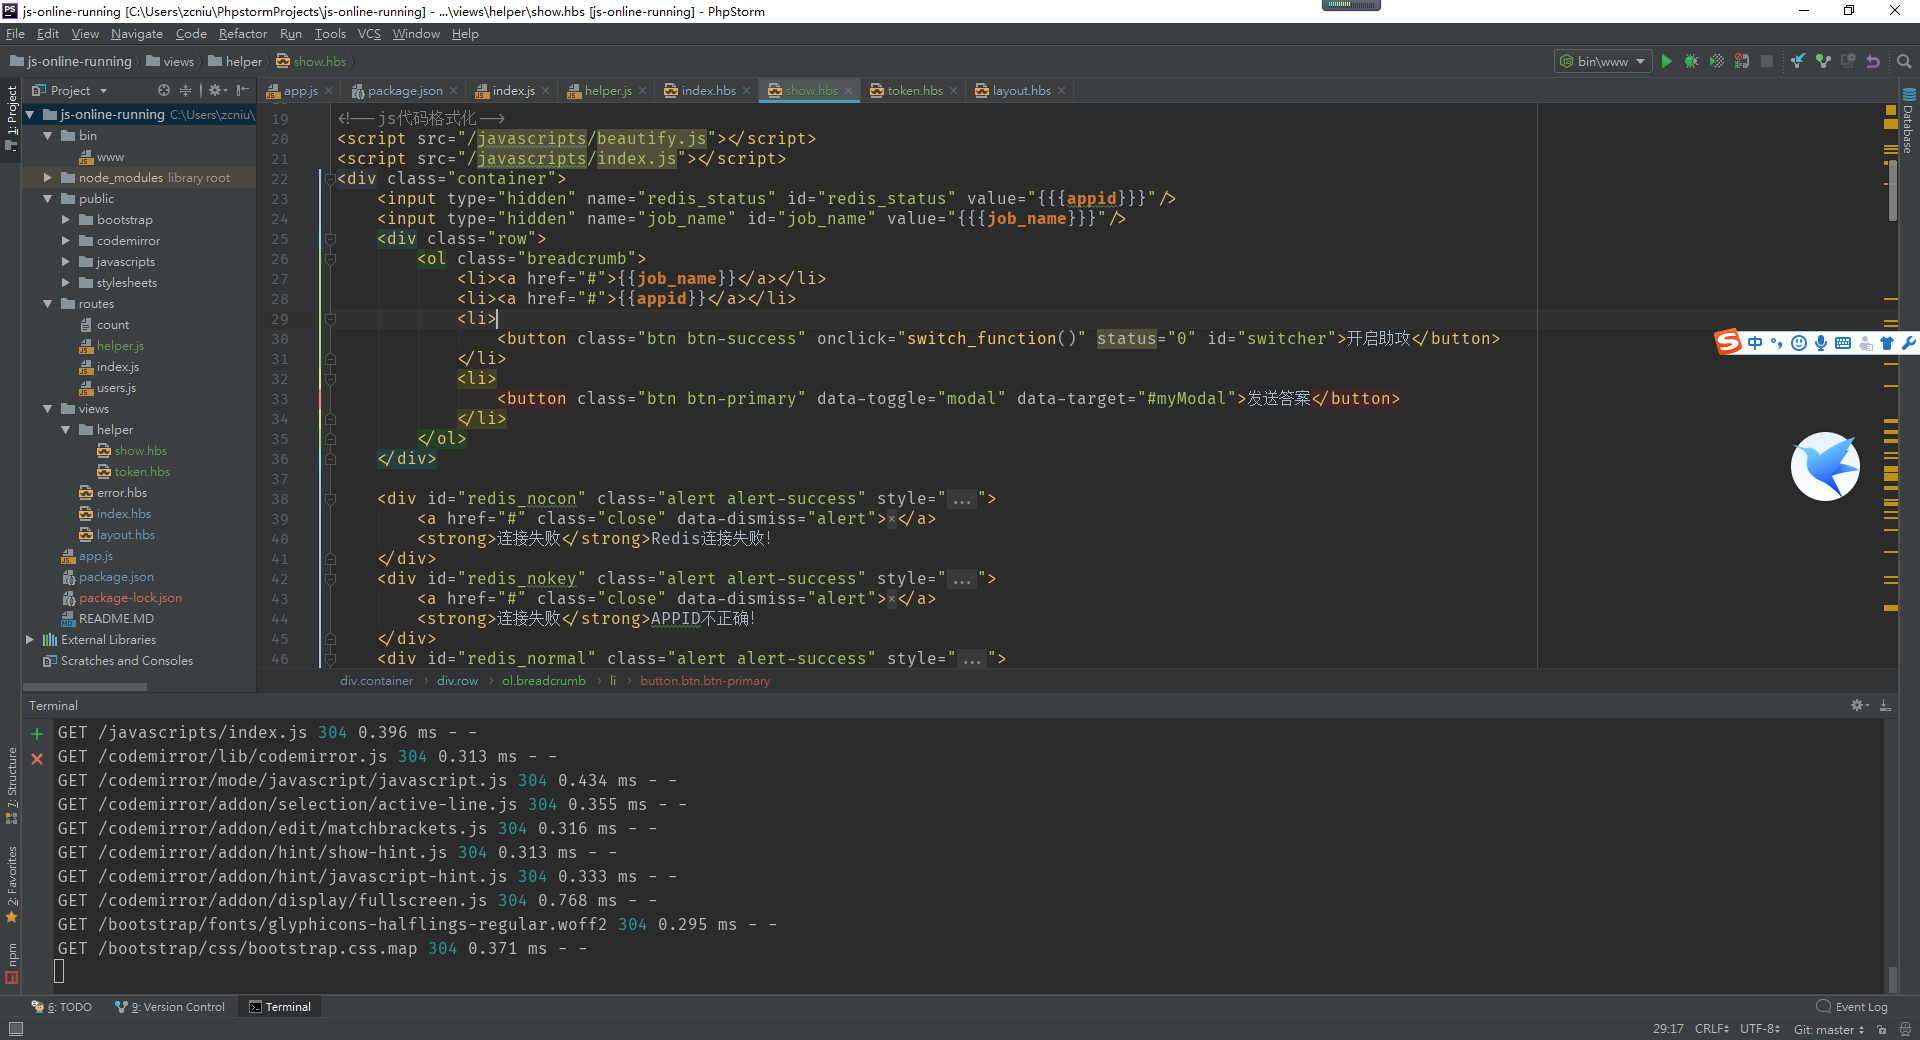 js-online-running [C:\Users\zcniu\PhpstormProjects\js-online-running] - ...\views\helper\show.hbs [js-online-running] - PhpStorm
File Edit View Navigate Code Refactor Run Tools VCS Window Help
js-online-running views helper show.hbs
bin\www
Project
app.js package.json index.js helper.js index.hbs show.hbs token.hbs layout.hbs
1: Project
7: Structure
2: Favorites
npm
Database
js-online-running C:\Users\zcniu\
bin
www
node_modules library root
public
bootstrap
codemirror
javascripts
stylesheets
routes
count
helper.js
index.js
users.js
views
helper
show.hbs
token.hbs
error.hbs
index.hbs
layout.hbs
app.js
package.json
package-lock.json
README.MD
External Libraries
Scratches and Consoles
19 <!--js代码格式化-->
20 <script src="/javascripts/beautify.js"></script>
21 <script src="/javascripts/index.js"></script>
22 <div class="container">
23 <input type="hidden" name="redis_status" id="redis_status" value="{{{appid}}}"/>
24 <input type="hidden" name="job_name" id="job_name" value="{{{job_name}}}"/>
25 <div class="row">
26 <ol class="breadcrumb">
27 <li><a href="#">{{job_name}}</a></li>
28 <li><a href="#">{{appid}}</a></li>
29 <li>
30 <button class="btn btn-success" onclick="switch_function()" status="0" id="switcher">开启助攻</button>
31 </li>
32 <li>
33 <button class="btn btn-primary" data-toggle="modal" data-target="#myModal">发送答案</button>
34 </li>
35 </ol>
36 </div>
37
38 <div id="redis_nocon" class="alert alert-success" style="...">
39 <a href="#" class="close" data-dismiss="alert">×</a>
40 <strong>连接失败</strong>Redis连接失败!
41 </div>
42 <div id="redis_nokey" class="alert alert-success" style="...">
43 <a href="#" class="close" data-dismiss="alert">×</a>
44 <strong>连接失败</strong>APPID不正确!
45 </div>
46 <div id="redis_normal" class="alert alert-success" style="...">
中
div.container div.row ol.breadcrumb li button.btn.btn-primary
Terminal
GET /javascripts/index.js 304 0.396 ms - -
GET /codemirror/lib/codemirror.js 304 0.313 ms - -
GET /codemirror/mode/javascript/javascript.js 304 0.434 ms - -
GET /codemirror/addon/selection/active-line.js 304 0.355 ms - -
GET /codemirror/addon/edit/matchbrackets.js 304 0.316 ms - -
GET /codemirror/addon/hint/show-hint.js 304 0.313 ms - -
GET /codemirror/addon/hint/javascript-hint.js 304 0.333 ms - -
GET /codemirror/addon/display/fullscreen.js 304 0.768 ms - -
GET /bootstrap/fonts/glyphicons-halflings-regular.woff2 304 0.295 ms - -
GET /bootstrap/css/bootstrap.css.map 304 0.371 ms - -
6: TODO 9: Version Control Terminal Event Log
29:17 CRLF UTF-8 Git: master